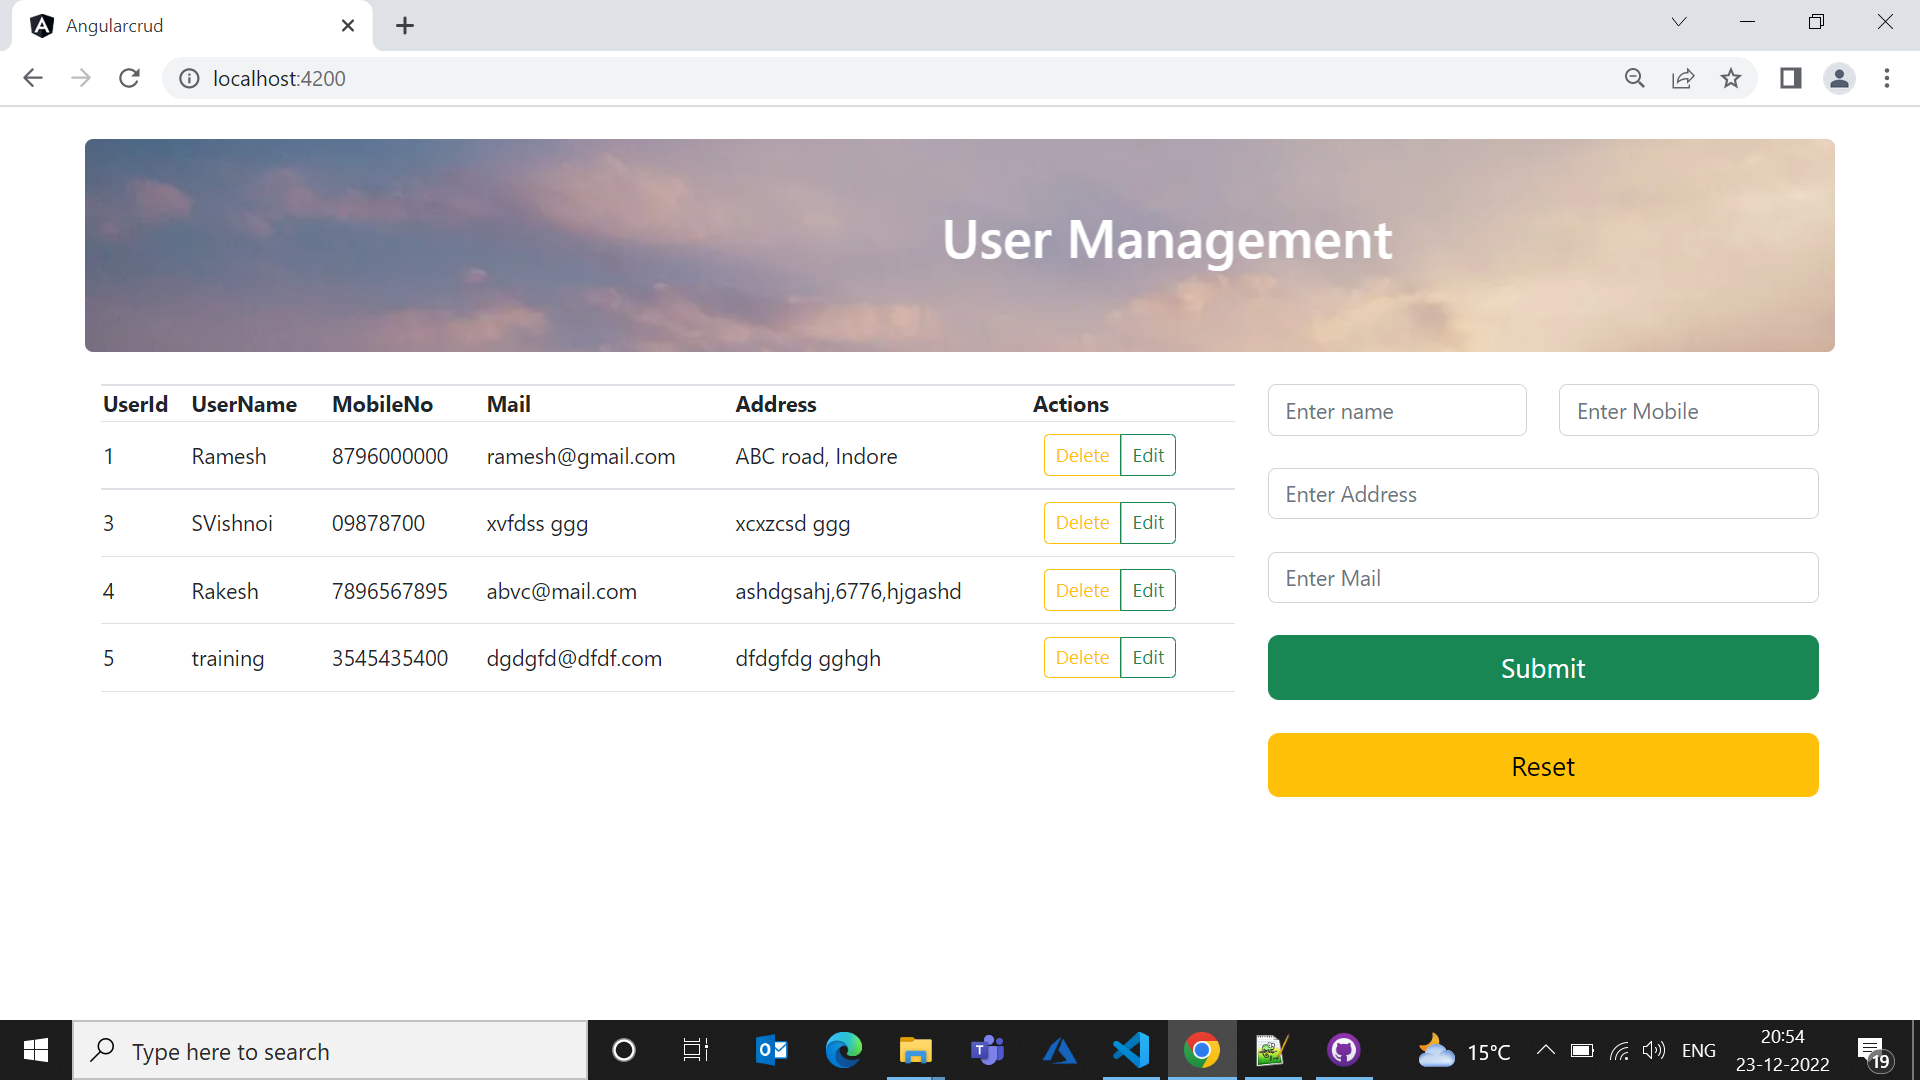 Angularcrud
localhost:4200
User Management
UserId UserName MobileNo Mail Address Actions
1 Ramesh 8796000000 ramesh@gmail.com ABC road, Indore Delete Edit
3 SVishnoi 09878700 xvfdss ggg xcxzcsd ggg Delete Edit
4 Rakesh 7896567895 abvc@mail.com ashdgsahj,6776,hjgashd Delete Edit
5 training 3545435400 dgdgfd@dfdf.com dfdgfdg gghgh Delete Edit
Enter name Enter Mobile
Enter Address
Enter Mail
Submit
Reset
Type here to search
15°C
ENG
20:54
23-12-2022
19